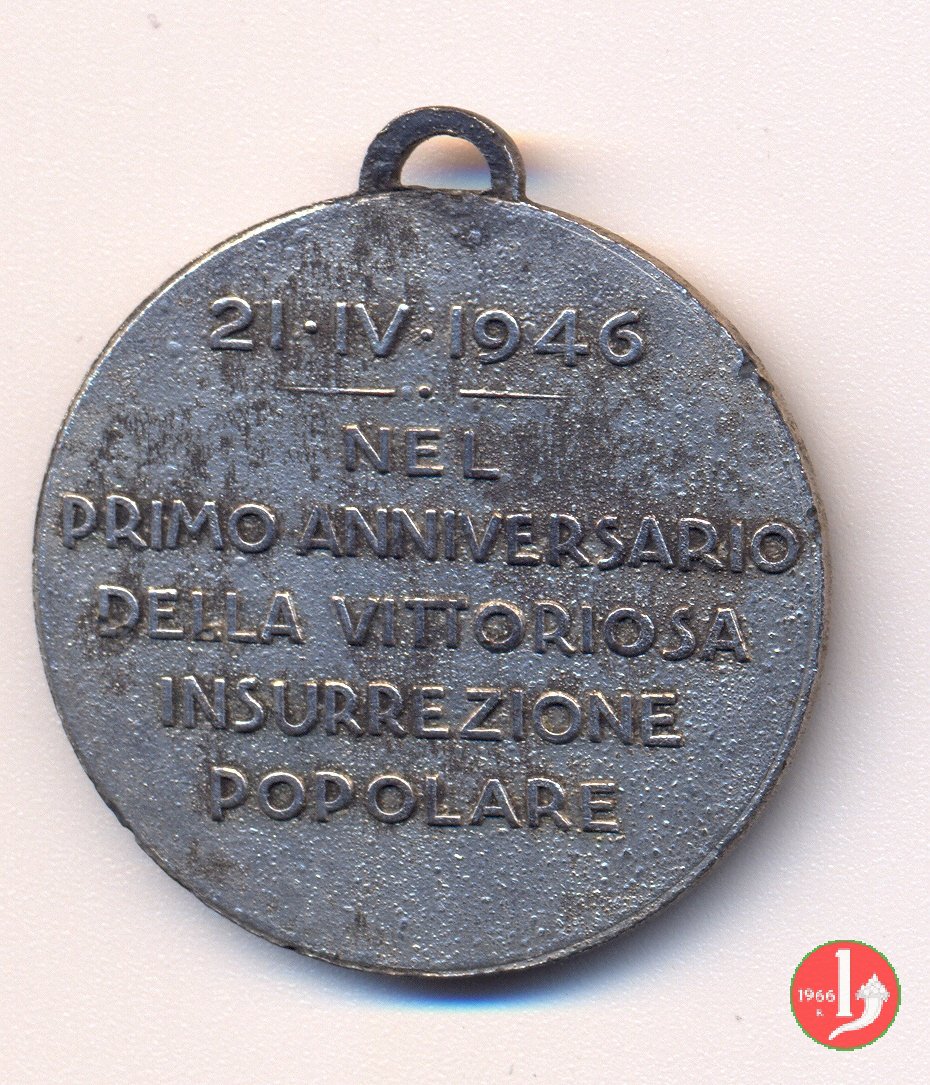 21·IV·1946
NEL
PRIMO ANNIVERSARIO
DELLA VITTORIOSA
INSURREZIONE
POPOLARE
1966
R